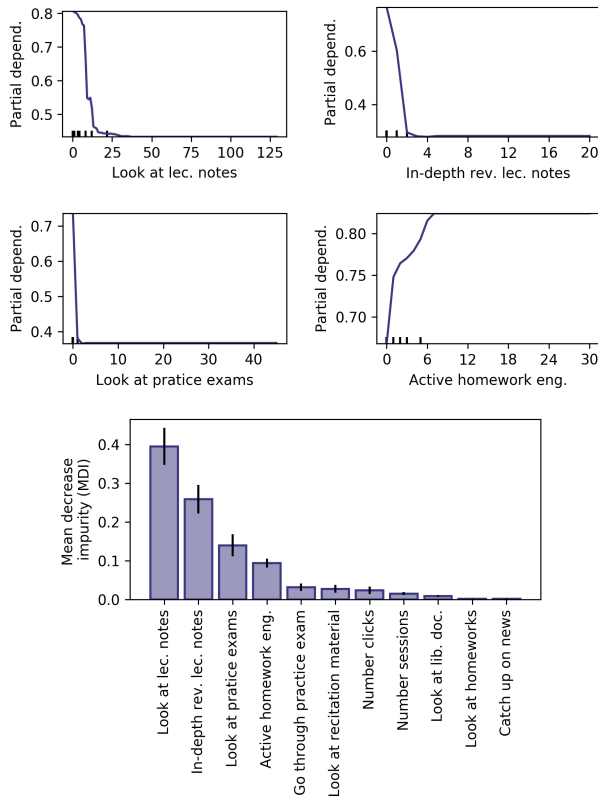 Partial depend.
0.8
0.7
0.6
0.5
0 25 50 75 100 125
Look at lec. notes
Partial depend.
0.6
0.4
0 4 8 12 16 20
In-depth rev. lec. notes
Partial depend.
0.7
0.6
0.5
0.4
0 10 20 30 40
Look at pratice exams
Partial depend.
0.80
0.75
0.70
0 6 12 18 24 30
Active homework eng.
Mean decrease
impurity (MDI)
0.4
0.3
0.2
0.1
0.0
Look at lec. notes
In-depth rev. lec. notes
Look at pratice exams
Active homework eng.
Go through practice exam
Look at recitation material
Number clicks
Number sessions
Look at lib. doc.
Look at homeworks
Catch up on news